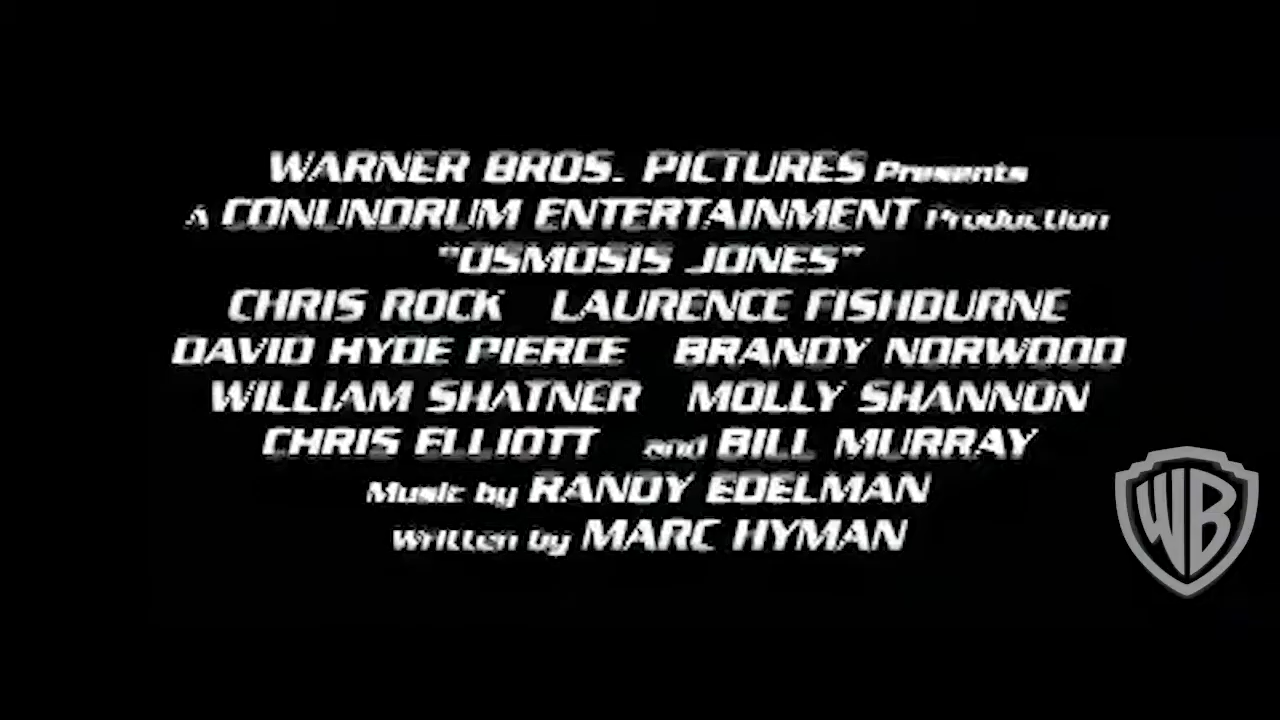 WARNER BROS. PICTURES Presents
A CONUNDRUM ENTERTAINMENT Production
"OSMOSIS JONES"
CHRIS ROCK LAURENCE FISHBURNE
DAVID HYDE PIERCE BRANDY NORWOOD
WILLIAM SHATNER MOLLY SHANNON
CHRIS ELLIOTT and BILL MURRAY
Music by RANDY EDELMAN
Written by MARC HYMAN
WB